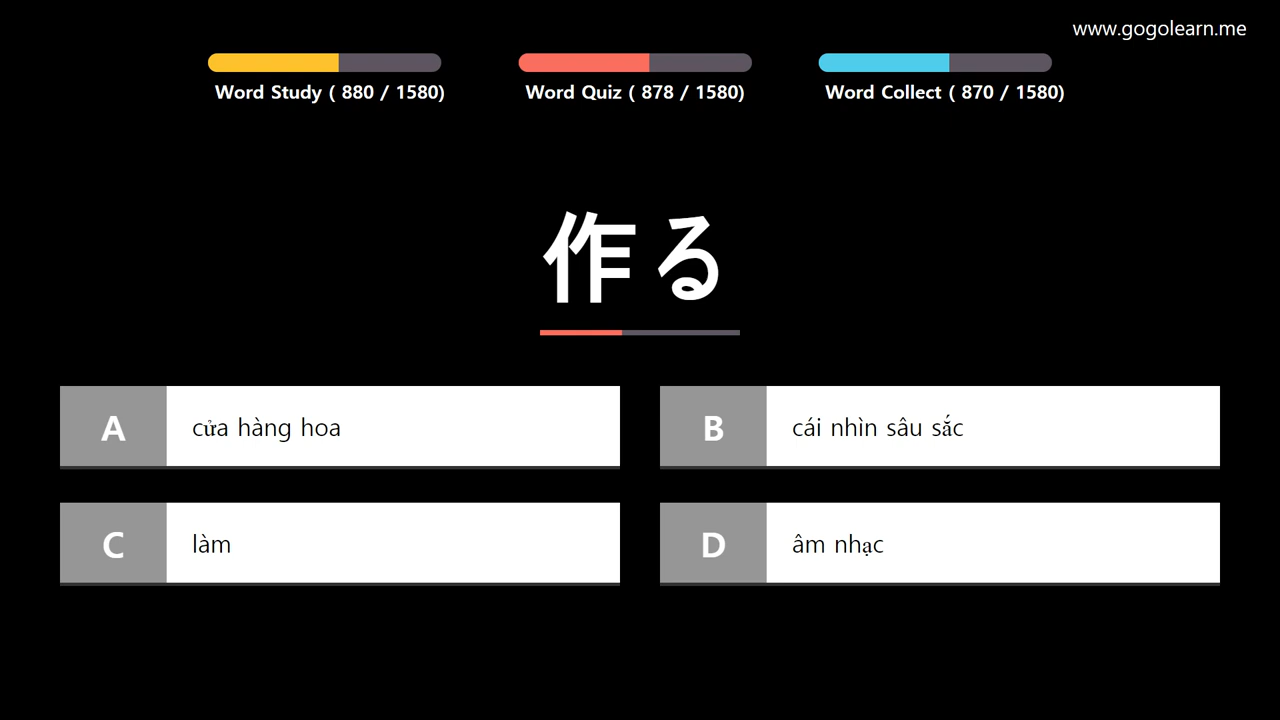 www.gogolearn.me
Word Study ( 880 / 1580)
Word Quiz ( 878 / 1580)
Word Collect ( 870 / 1580)
作る
A
cửa hàng hoa
B
cái nhìn sâu sắc
C
làm
D
âm nhạc